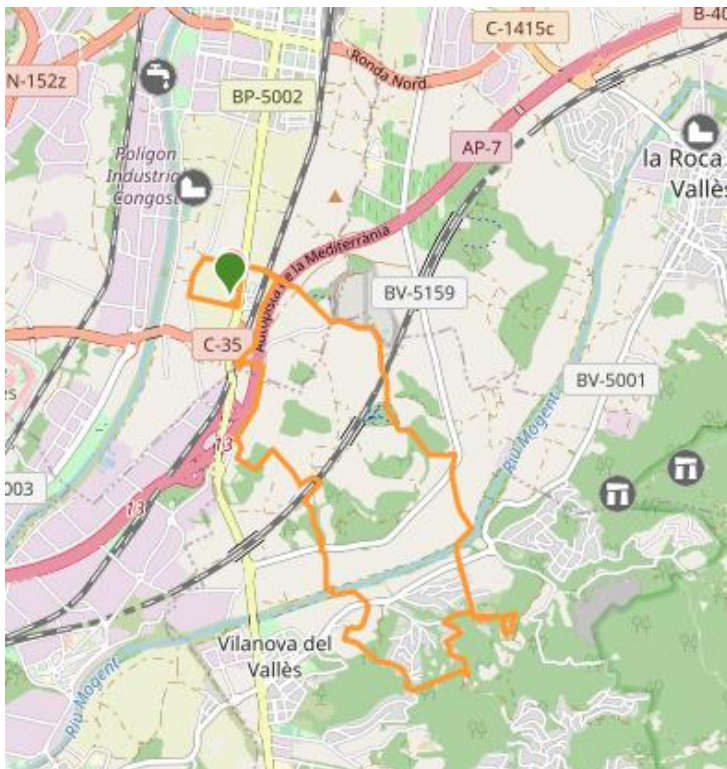 C-1415c
B-40
N-152z
Ronda Nord
BP-5002
AP-7
Polígon
Industrial
Congost
la Roca
Vallès
Autopista de la Mediterrània
BV-5159
C-35
BV-5001
Riu Mogent
13
003
13
Vilanova del
Vallès
Riu Mogent